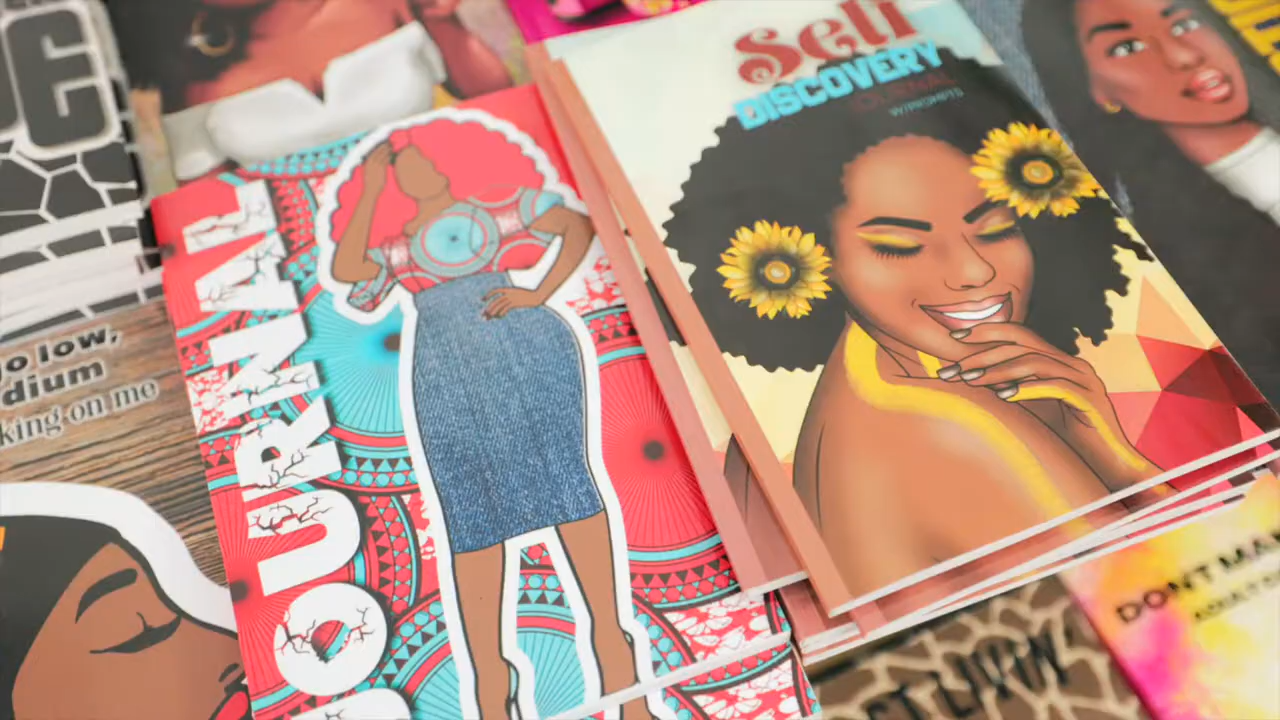 Self
DISCOVERY
JOURNAL
W/PROMPTS
JOURNAL
o low,
dium
king on me
DON'T MA